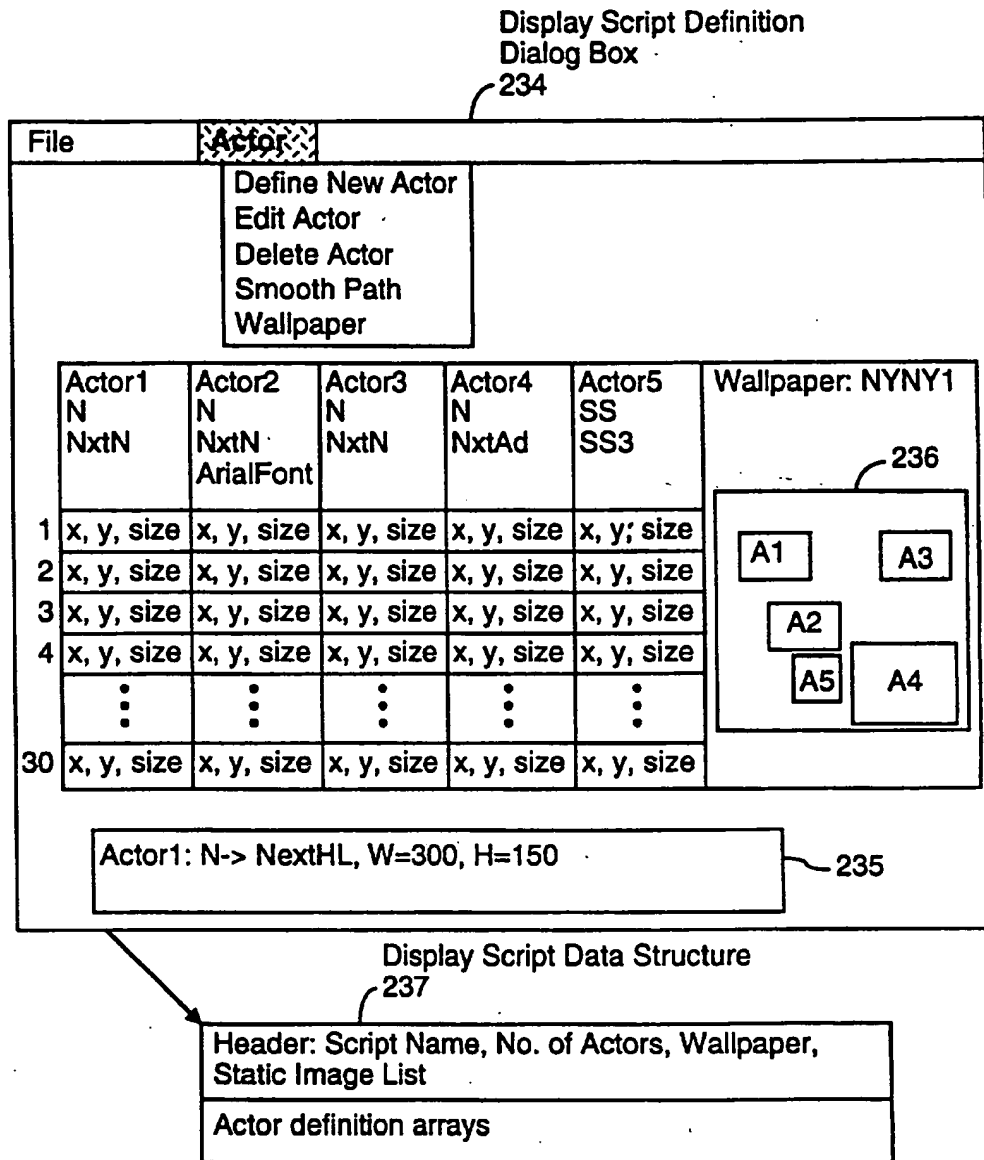 Display Script Definition
Dialog Box
234
File Actor
Define New Actor
Edit Actor
Delete Actor
Smooth Path
Wallpaper
Actor1 Actor2 Actor3 Actor4 Actor5 Wallpaper: NYNY1
N N N N SS
NxtN NxtN NxtN NxtAd SS3
ArialFont
236
1 x, y, size x, y, size x, y, size x, y, size x, y, size
A1 A3
2 x, y, size x, y, size x, y, size x, y, size x, y, size
3 x, y, size x, y, size x, y, size x, y, size x, y, size
A2
4 x, y, size x, y, size x, y, size x, y, size x, y, size
A5 A4
30 x, y, size x, y, size x, y, size x, y, size x, y, size
Actor1: N-> NextHL, W=300, H=150
235
Display Script Data Structure
237
Header: Script Name, No. of Actors, Wallpaper,
Static Image List
Actor definition arrays